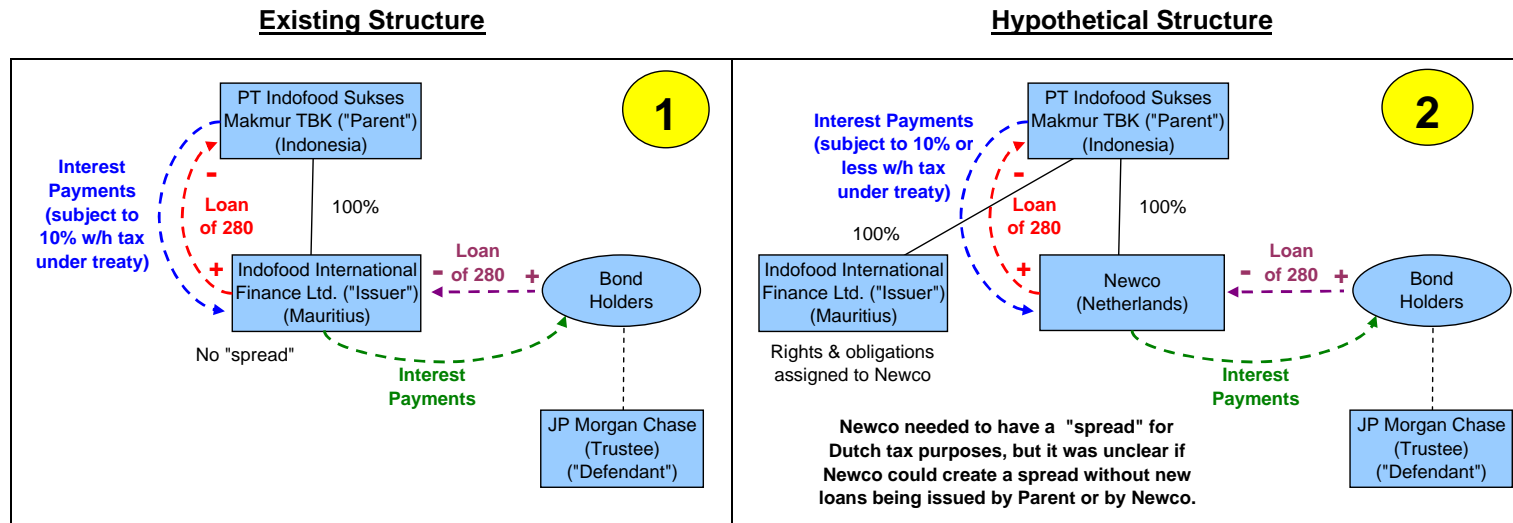 Existing Structure
PT Indofood Sukses
Makmur TBK ("Parent")
(Indonesia)
1
Interest
Payments
(subject to
10% w/h tax
under treaty)
-
Loan
of 280
+
100%
Indofood International
Finance Ltd. ("Issuer")
(Mauritius)
-
Loan
of 280
+
Bond
Holders
No "spread"
Interest
Payments
JP Morgan Chase
(Trustee)
("Defendant")
Hypothetical Structure
PT Indofood Sukses
Makmur TBK ("Parent")
(Indonesia)
2
Interest Payments
(subject to 10% or
less w/h tax
under treaty)
-
Loan
of 280
+
100%
100%
Indofood International
Finance Ltd. ("Issuer")
(Mauritius)
Rights & obligations
assigned to Newco
Newco
(Netherlands)
-
Loan
of 280
+
Bond
Holders
Interest
Payments
JP Morgan Chase
(Trustee)
("Defendant")
Newco needed to have a "spread" for
Dutch tax purposes, but it was unclear if
Newco could create a spread without new
loans being issued by Parent or by Newco.